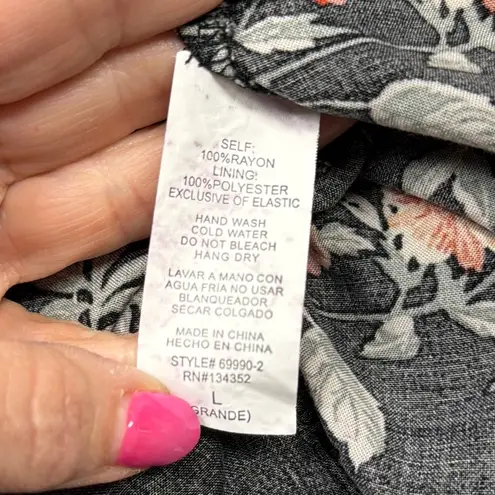 SELF:
100%RAYON
LINING:
100%POLYESTER
EXCLUSIVE OF ELASTIC
HAND WASH
COLD WATER
DO NOT BLEACH
HANG DRY
LAVAR A MANO CON
AGUA FRIA NO USAR
BLANQUEADOR
SECAR COLGADO
MADE IN CHINA
HECHO EN CHINA
STYLE# 69990-2
RN#134352
L
GRANDE)